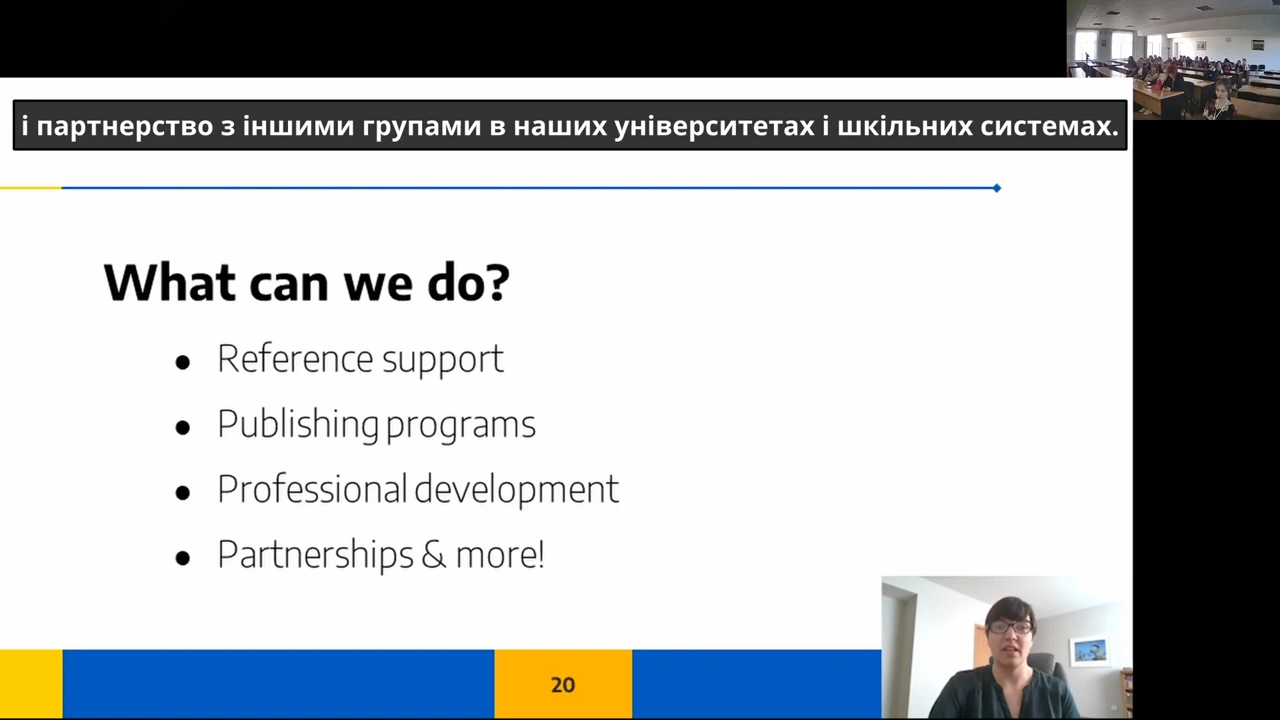 і партнерство з іншими групами в наших університетах і шкільних системах.
What can we do?
● Reference support
● Publishing programs
● Professional development
● Partnerships & more!
20